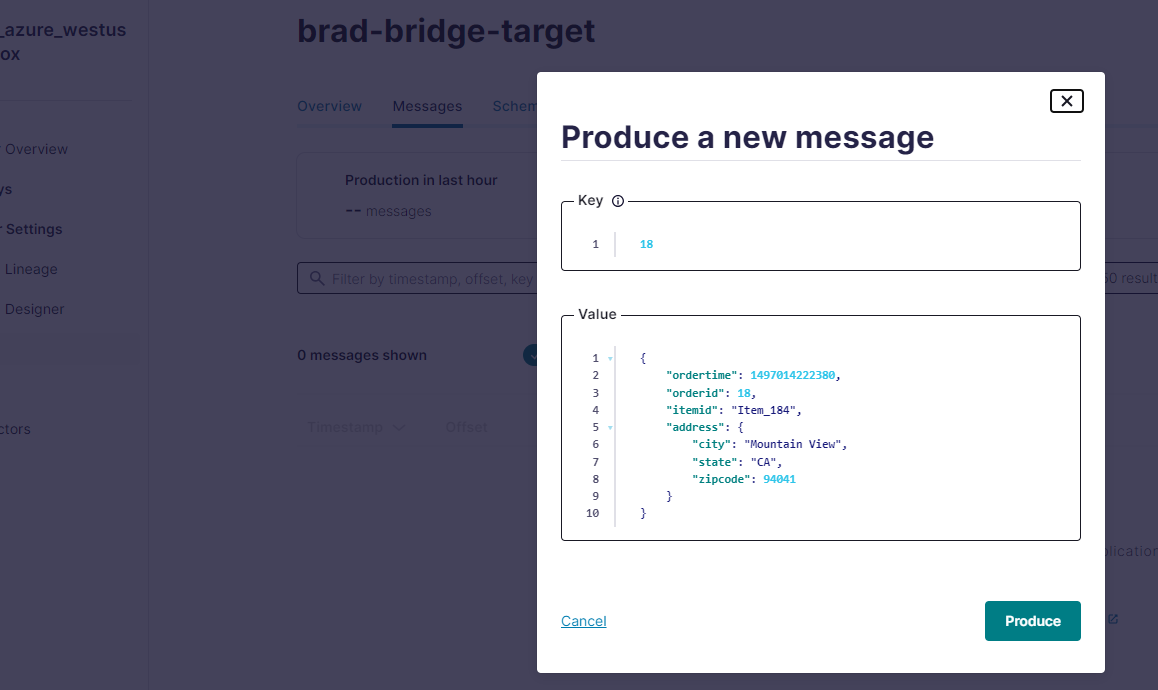 _azure_westus
ox
Overview
ys
r Settings
Lineage
Designer
ctors
brad-bridge-target
Overview Messages Schem
Production in last hour
-- messages
Filter by timestamp, offset, key
50 result
0 messages shown
Timestamp Offset
plication
Produce a new message
Key
1 18
Value
1 {
2 "ordertime": 1497014222380,
3 "orderid": 18,
4 "itemid": "Item_184",
5 "address": {
6 "city": "Mountain View",
7 "state": "CA",
8 "zipcode": 94041
9 }
10 }
Cancel Produce